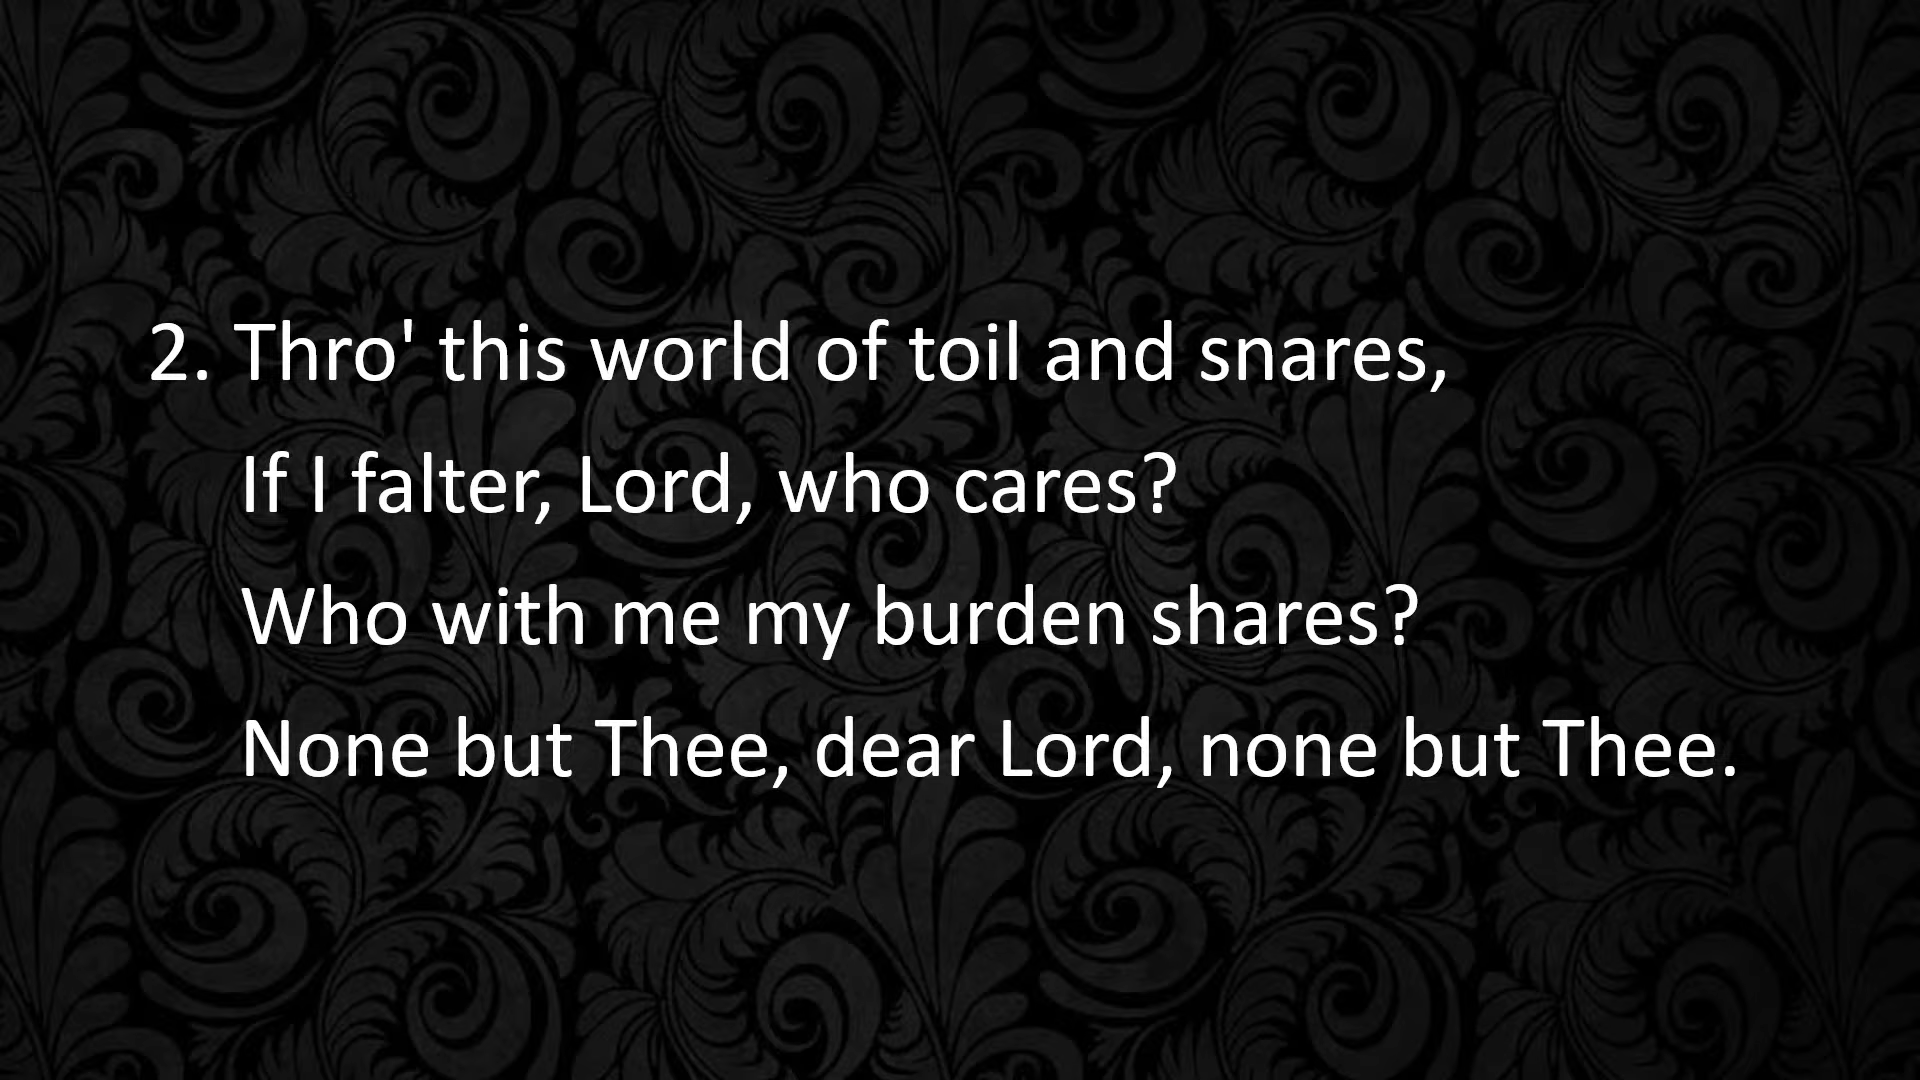 2. Thro' this world of toil and snares,
If I falter, Lord, who cares?
Who with me my burden shares?
None but Thee, dear Lord, none but Thee.